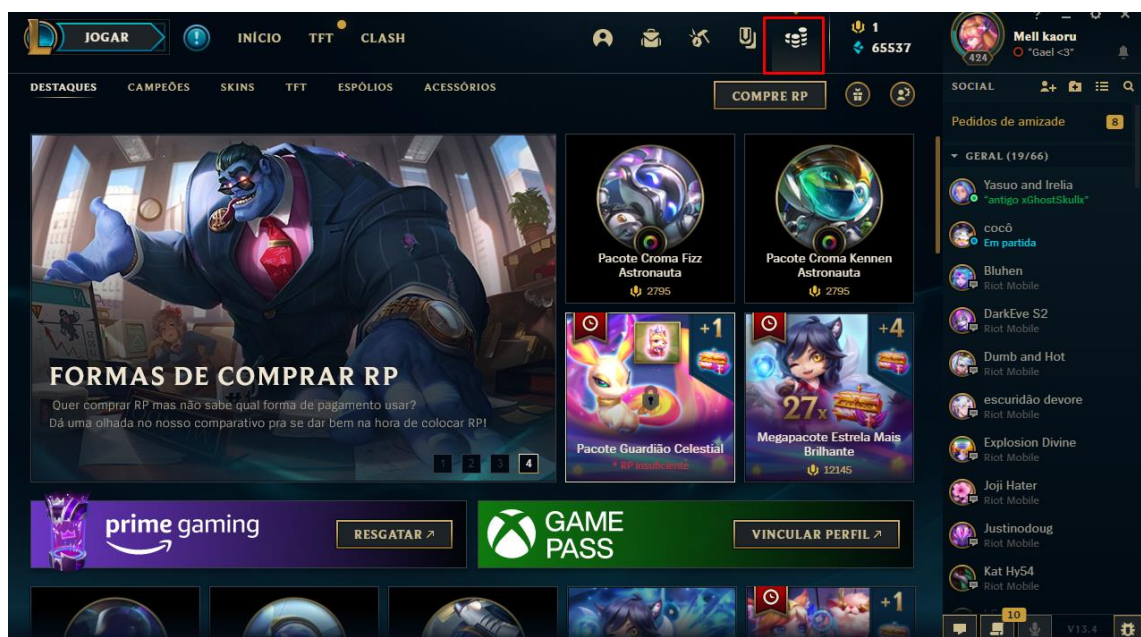 JOGAR
INÍCIO
TFT
CLASH
1
65537
424
Mell kaoru
"Gael <3"
DESTAQUES
CAMPEÕES
SKINS
TFT
ESPÓLIOS
ACESSÓRIOS
COMPRE RP
FORMAS DE COMPRAR RP
Quer comprar RP mas não sabe qual forma de pagamento usar?
Dá uma olhada no nosso comparativo pra se dar bem na hora de colocar RP!
1
2
3
4
Pacote Croma Fizz
Astronauta
2795
Pacote Croma Kennen
Astronauta
2795
+1
Pacote Guardião Celestial
* RP insuficiente
+4
27x
Megapacote Estrela Mais
Brilhante
12145
prime gaming
RESGATAR
GAME
PASS
VINCULAR PERFIL
+1
SOCIAL
Pedidos de amizade
8
GERAL (19/66)
Yasuo and Irelia
"antigo xGhostSkullx"
cocô
Em partida
Bluhen
Riot Mobile
DarkEve S2
Riot Mobile
Dumb and Hot
Riot Mobile
escuridão devore
Riot Mobile
Explosion Divine
Riot Mobile
Joji Hater
Riot Mobile
Justinodoug
Riot Mobile
Kat Hy54
Riot Mobile
10
V13.4